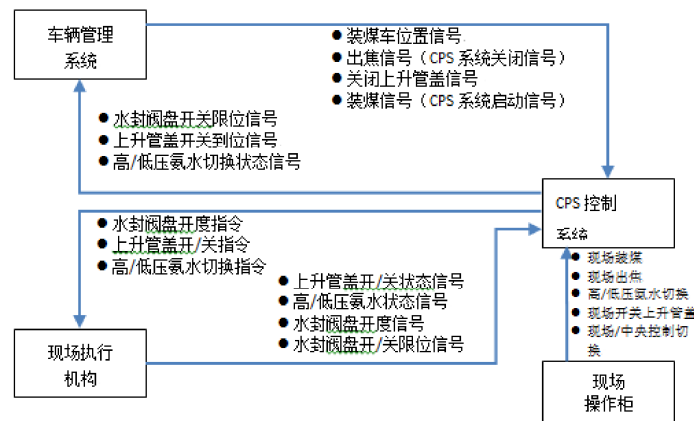 车辆管理
系统
● 装煤车位置信号
● 出焦信号（CPS 系统关闭信号）
● 关闭上升管盖信号
● 装煤信号（CPS 系统启动信号）
● 水封阀盘开关限位信号
● 上升管盖开关到位信号
● 高/低压氨水切换状态信号
CPS 控制
系统
● 水封阀盘开度指令
● 上升管盖开/关指令
● 高/低压氨水切换指令
● 上升管盖开/关状态信号
● 高/低压氨水状态信号
● 水封阀盘开度信号
● 水封阀盘开/关限位信号
● 现场装煤
● 现场出焦
● 高/低压氨水切换
● 现场开关上升管盖
● 现场/中央控制切
换
现场执行
机构
现场
操作柜